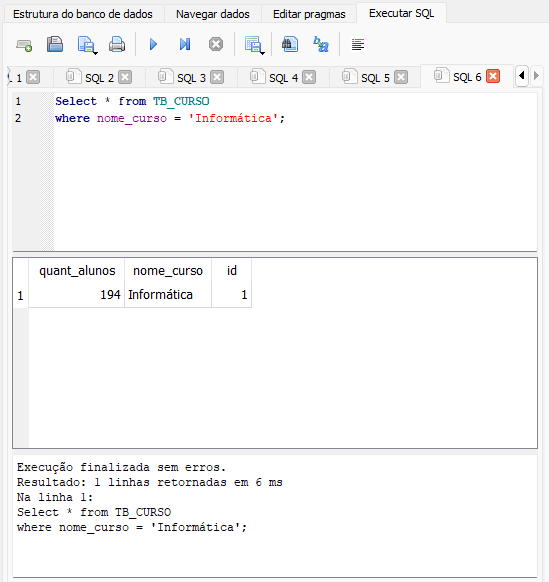 Estrutura do banco de dados Navegar dados Editar pragmas Executar SQL
1 SQL 2 SQL 3 SQL 4 SQL 5 SQL 6
1 Select * from TB_CURSO
2 where nome_curso = 'Informática';
quant_alunos nome_curso id
1 194 Informática 1
Execução finalizada sem erros.
Resultado: 1 linhas retornadas em 6 ms
Na linha 1:
Select * from TB_CURSO
where nome_curso = 'Informática';